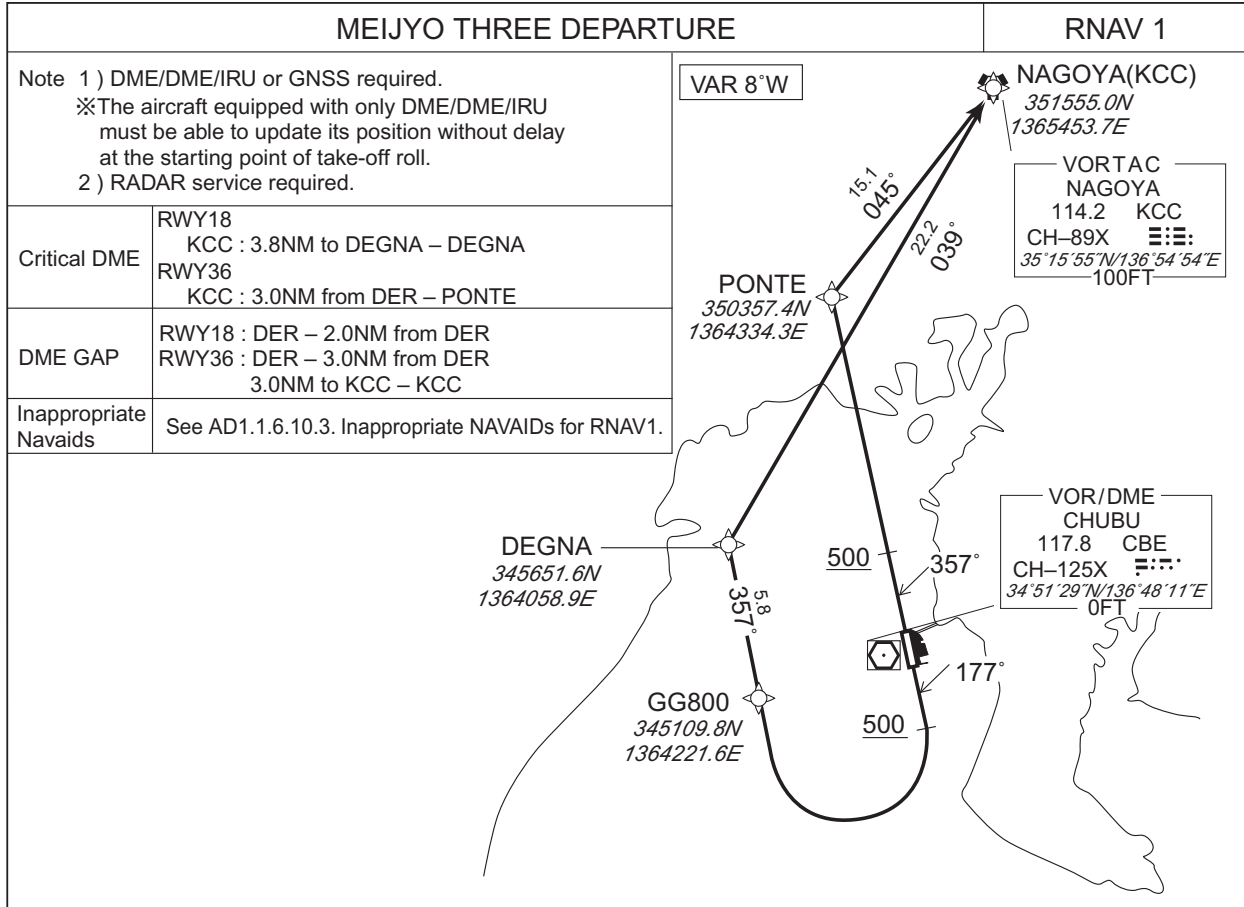 MEIJYO THREE DEPARTURE
RNAV 1
Note 1 ) DME/DME/IRU or GNSS required.
※The aircraft equipped with only DME/DME/IRU
must be able to update its position without delay
at the starting point of take-off roll.
2 ) RADAR service required.
Critical DME
RWY18
KCC : 3.8NM to DEGNA – DEGNA
RWY36
KCC : 3.0NM from DER – PONTE
DME GAP
RWY18 : DER – 2.0NM from DER
RWY36 : DER – 3.0NM from DER
3.0NM to KCC – KCC
Inappropriate
Navaids
See AD1.1.6.10.3. Inappropriate NAVAIDs for RNAV1.
VAR 8°W
NAGOYA(KCC)
351555.0N
1365453.7E
VORTAC
NAGOYA
114.2 KCC
CH–89X
35°15´55˝N/136°54´54˝E
100FT
15.1
045°
22.2
039°
PONTE
350357.4N
1364334.3E
VOR/DME
CHUBU
117.8 CBE
CH–125X
34°51´29˝N/136°48´11˝E
0FT
DEGNA
345651.6N
1364058.9E
500
357°
5.8
357°
177°
GG800
345109.8N
1364221.6E
500